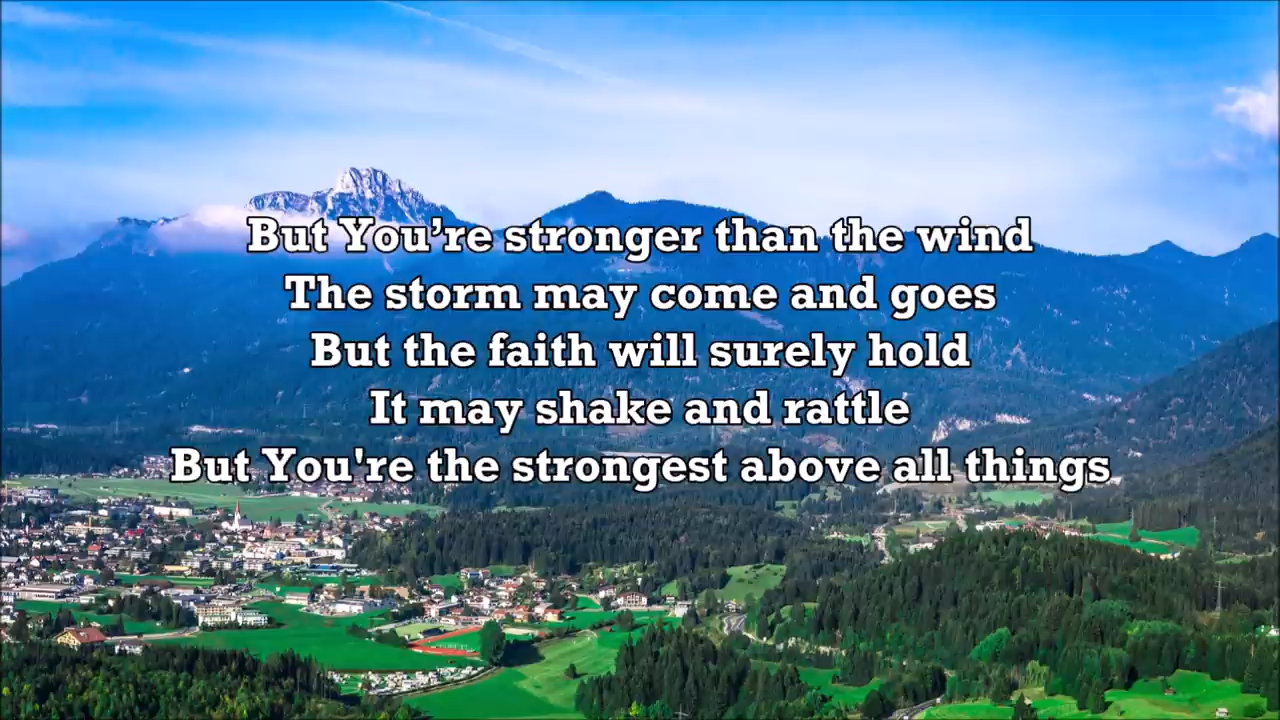 But You’re stronger than the wind
The storm may come and goes
But the faith will surely hold
It may shake and rattle
But You're the strongest above all things